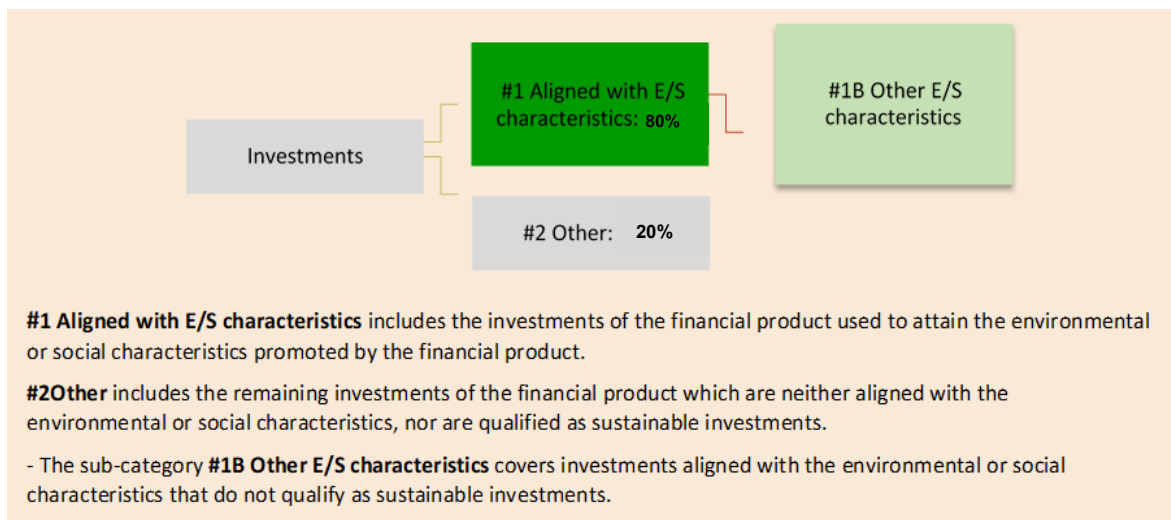 #1 Aligned with E/S
characteristics: 80%
#1B Other E/S
characteristics
Investments
#2 Other: 20%
#1 Aligned with E/S characteristics includes the investments of the financial product used to attain the environmental
or social characteristics promoted by the financial product.
#2Other includes the remaining investments of the financial product which are neither aligned with the
environmental or social characteristics, nor are qualified as sustainable investments.
- The sub-category #1B Other E/S characteristics covers investments aligned with the environmental or social
characteristics that do not qualify as sustainable investments.